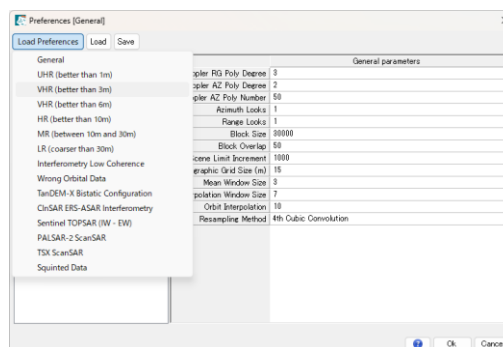 Preferences [General]
Load Preferences Load Save
General
UHR (better than 1m)
VHR (better than 3m)
VHR (better than 6m)
HR (better than 10m)
MR (between 10m and 30m)
LR (coarser than 30m)
Interferometry Low Coherence
Wrong Orbital Data
TanDEM-X Bistatic Configuration
CInSAR ERS-ASAR Interferometry
Sentinel TOPSAR (IW - EW)
PALSAR-2 ScanSAR
TSX ScanSAR
Squinted Data
General parameters
ppler RG Poly Degree 3
ppler AZ Poly Degree 2
ppler AZ Poly Number 50
Azimuth Looks 1
Range Looks 1
Block Size 30000
Block Overlap 50
Scene Limit Increment 1000
graphic Grid Size (m) 15
Mean Window Size 3
rpolation Window Size 7
Orbit Interpolation 10
Resampling Method 4th Cubic Convolution
Ok Cance